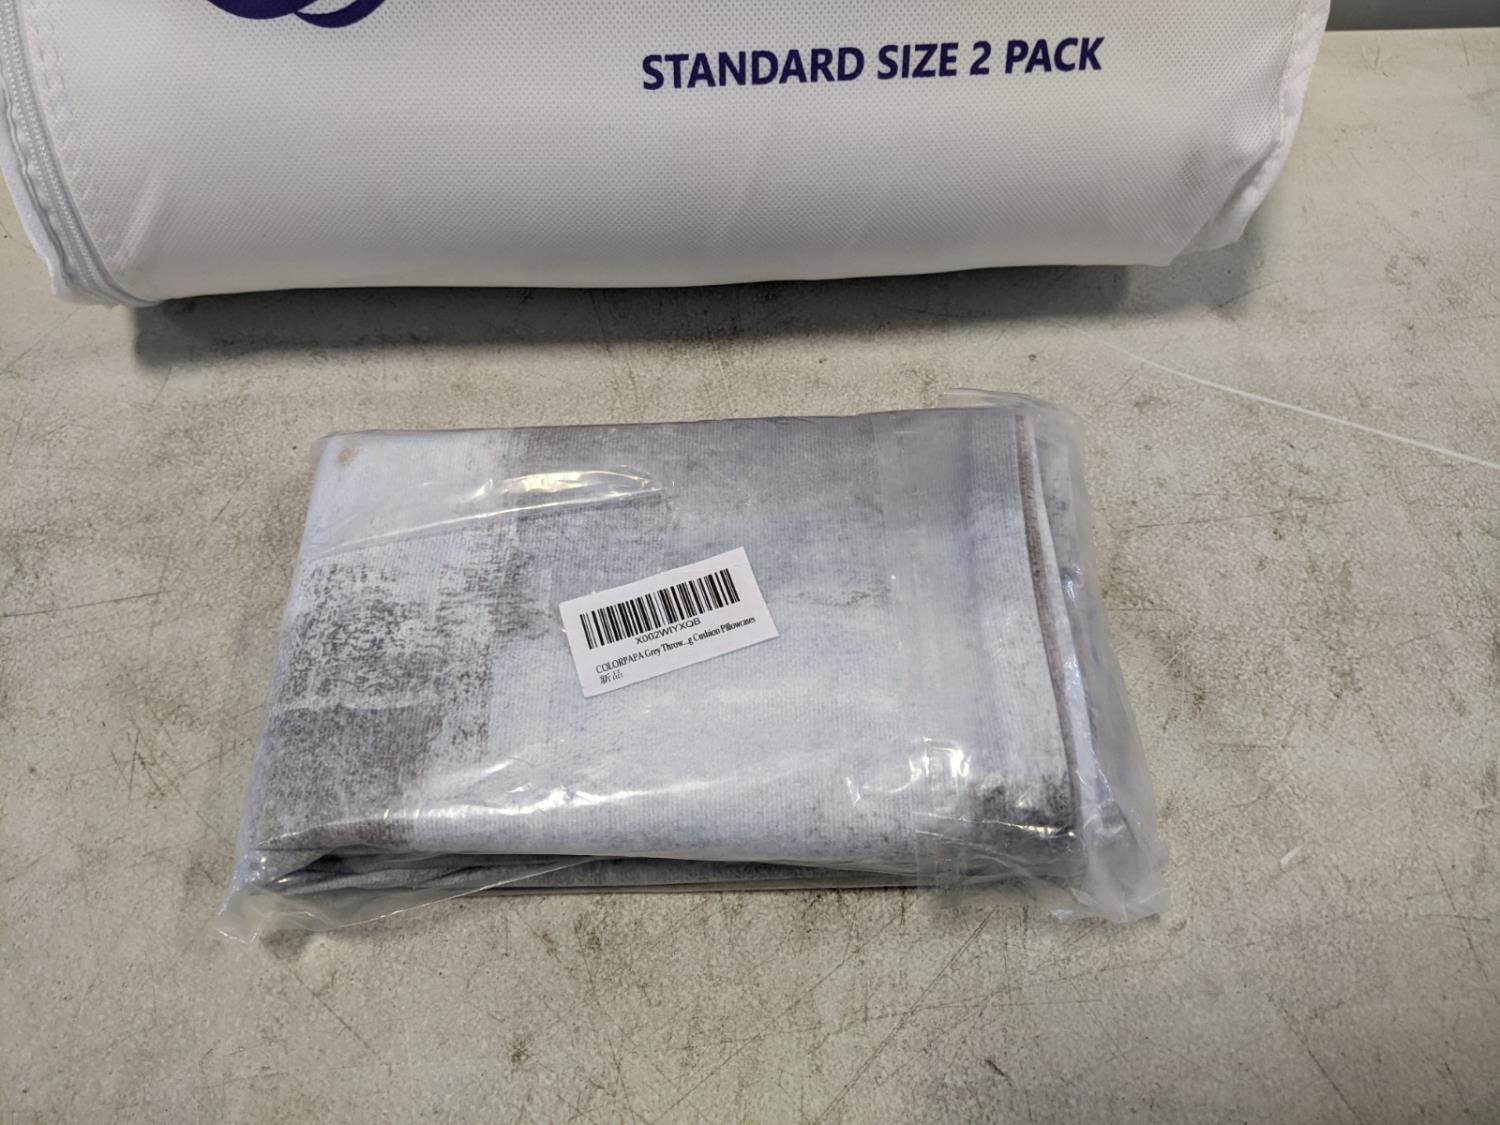 STANDARD SIZE 2 PACK
X002WIYXQB
COLORPAPA Grey Throw...g Cushion Pillowcases
新品